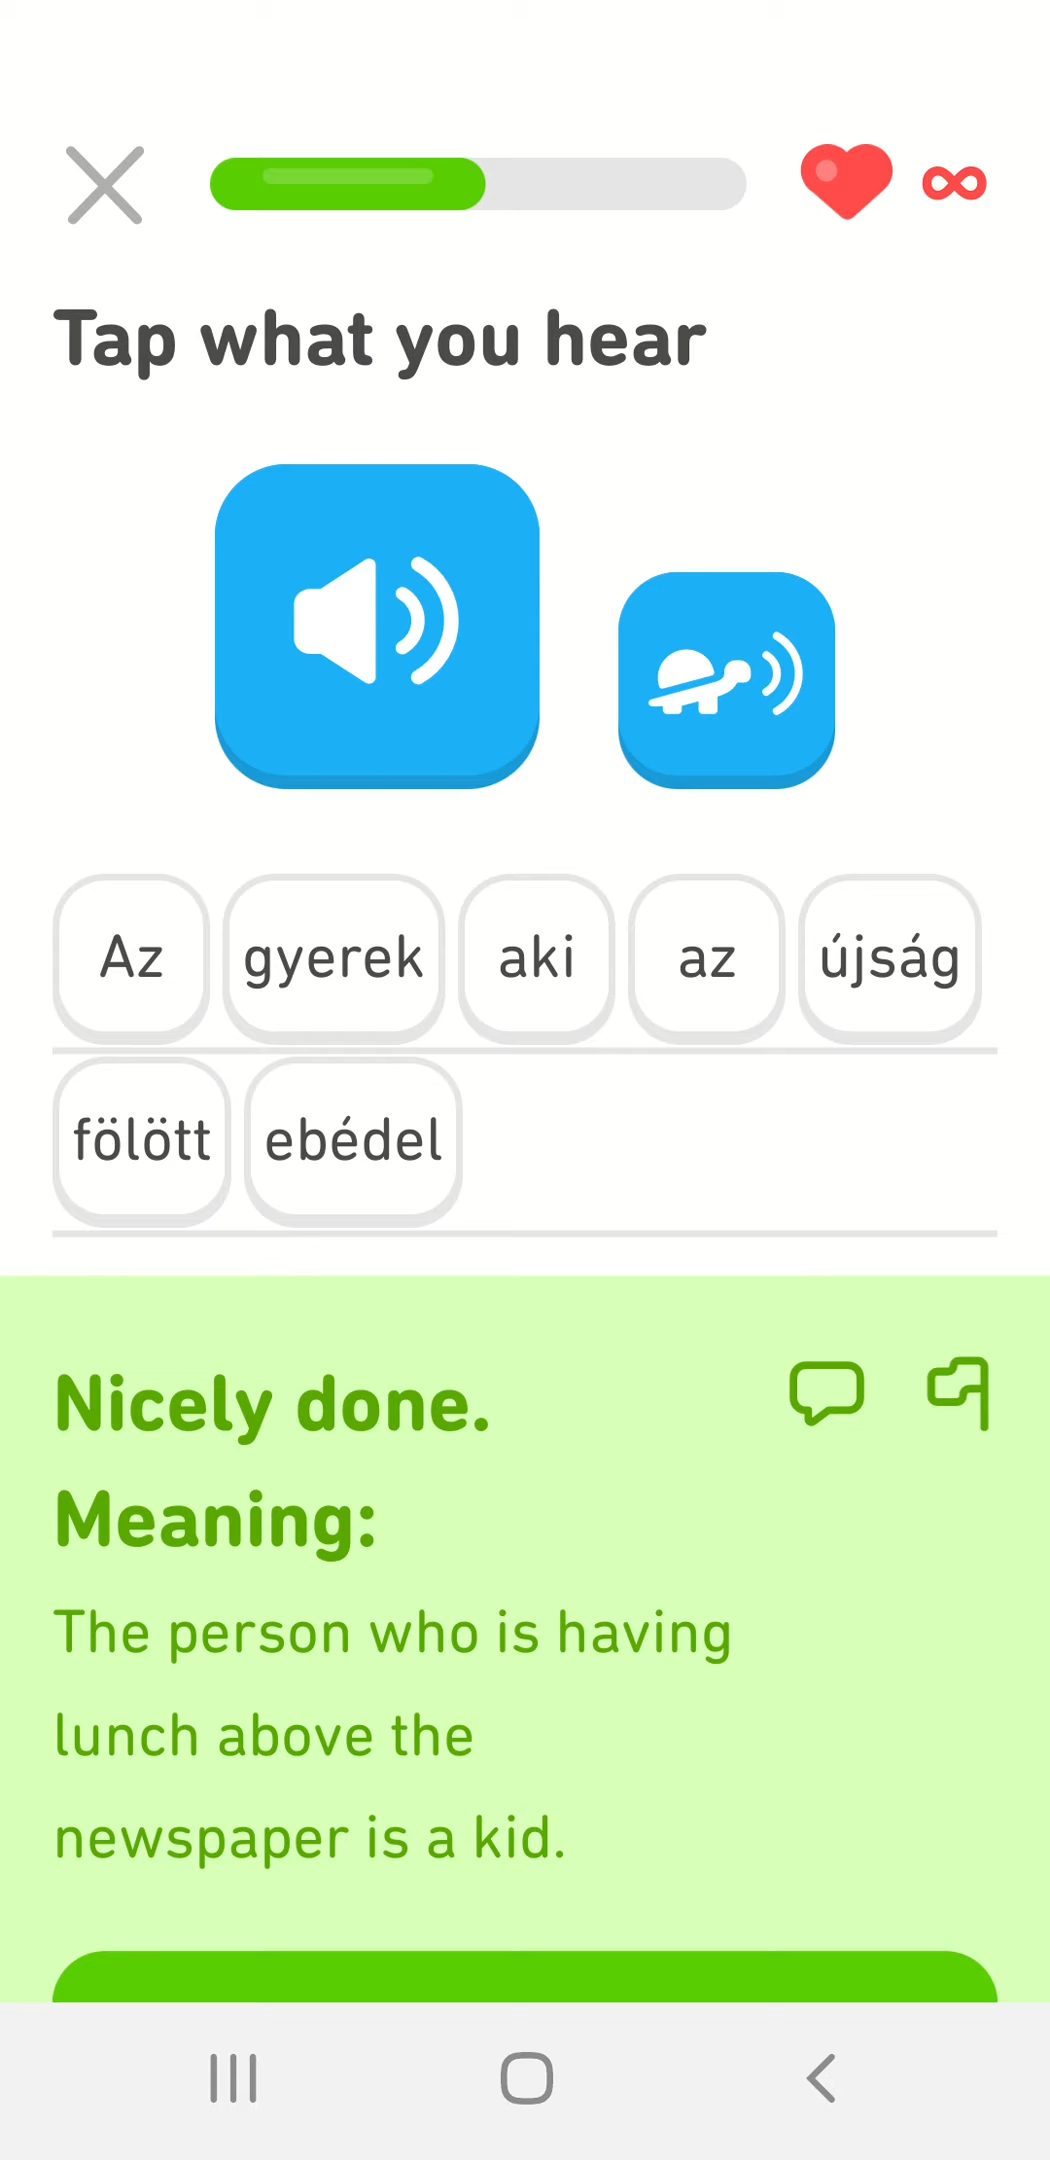 Tap what you hear
Az gyerek aki az újság
fölött ebédel
Nicely done.
Meaning:
The person who is having
lunch above the
newspaper is a kid.